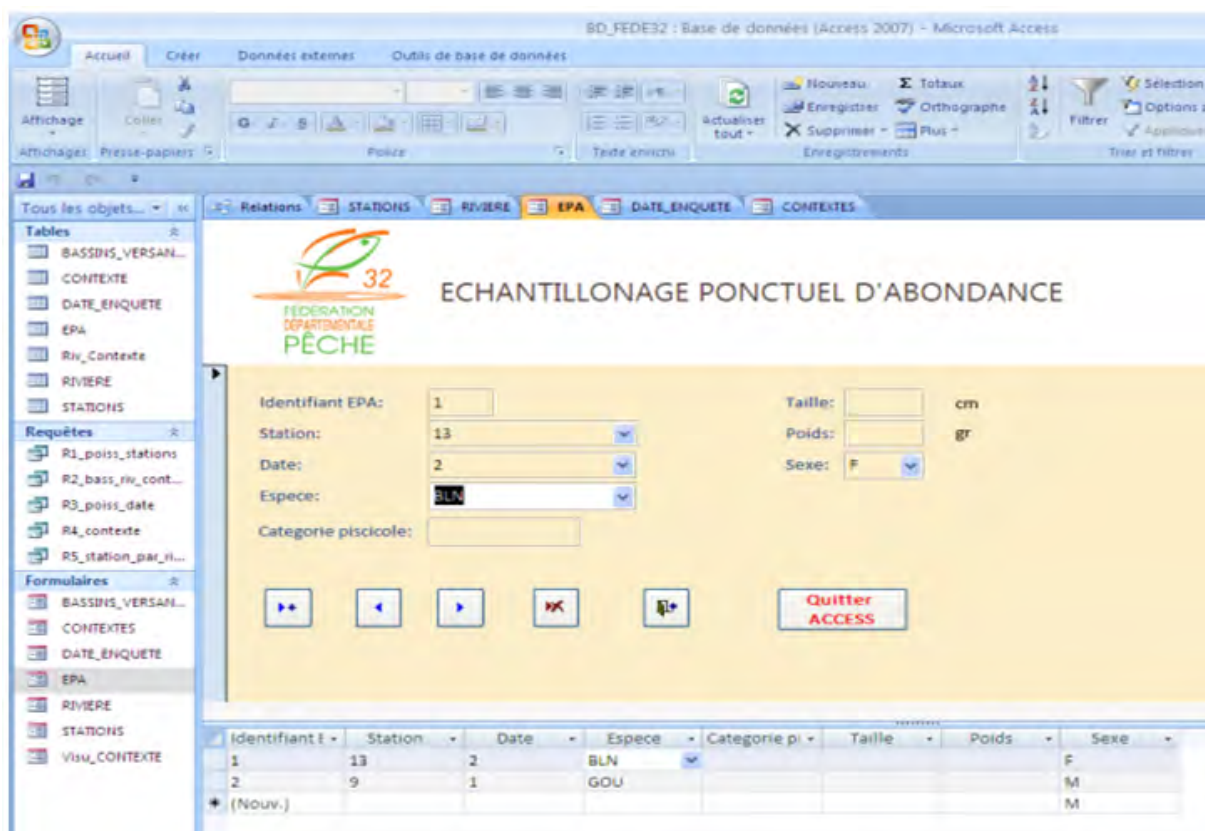 BD_FEDE32 : Base de données (Access 2007) - Microsoft Access
Accueil Créer Données externes Outils de base de données
Affichage
Coller
G I S
Actualiser tout
Nouveau
Enregistrer
Supprimer
Σ Totaux
Orthographe
Plus
Filtrer
Sélection
Options
Affichages Presse-papiers Police Texte enrichi Enregistrements Trier et filtrer
Tous les objets...
Relations STATIONS RIVIERE EPA DATE_ENQUETE CONTEXTES
Tables
BASSINS_VERSAN...
CONTEXTE
DATE_ENQUETE
EPA
Riv_Contexte
RIVIERE
STATIONS
Requêtes
R1_poiss_stations
R2_bass_riv_cont...
R3_poiss_date
R4_contexte
R5_station_par_ri...
Formulaires
BASSINS_VERSAN...
CONTEXTES
DATE_ENQUETE
EPA
RIVIERE
STATIONS
Visu_CONTEXTE
32
FÉDÉRATION
DÉPARTEMENTALE
PÊCHE
ECHANTILLONAGE PONCTUEL D'ABONDANCE
Identifiant EPA: 1
Station: 13
Date: 2
Espece: BLN
Categorie piscicole:
Taille: cm
Poids: gr
Sexe: F
Quitter
ACCESS
Identifiant E Station Date Espece Categorie pi Taille Poids Sexe
1 13 2 BLN F
2 9 1 GOU M
(Nouv.) M